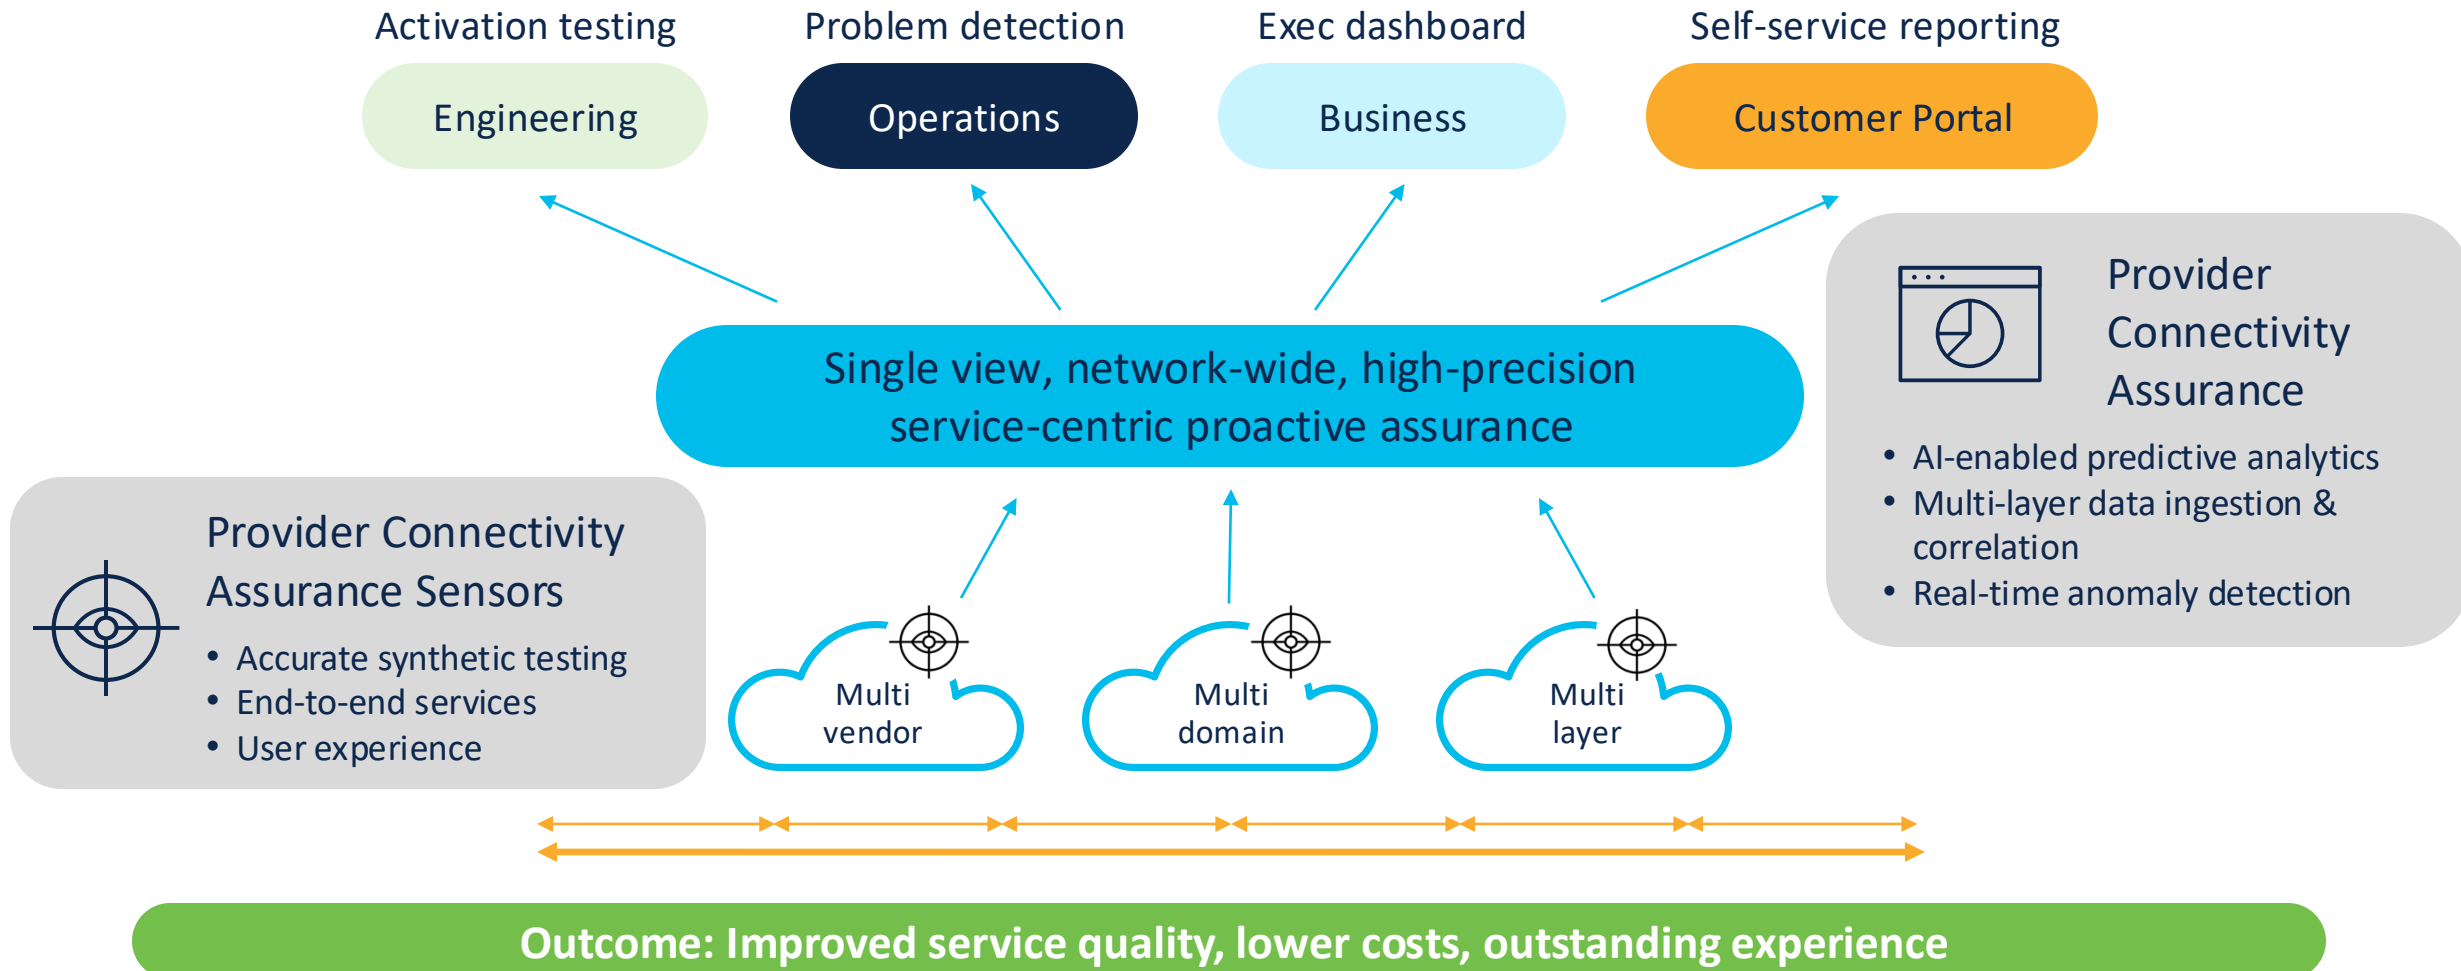 Activation testing
Problem detection
Exec dashboard
Self-service reporting
Engineering
Operations
Business
Customer Portal
Provider
Connectivity
Assurance
• AI-enabled predictive analytics
• Multi-layer data ingestion &
correlation
• Real-time anomaly detection
Single view, network-wide, high-precision
service-centric proactive assurance
Provider Connectivity
Assurance Sensors
• Accurate synthetic testing
• End-to-end services
• User experience
Multi
vendor
Multi
domain
Multi
layer
Outcome: Improved service quality, lower costs, outstanding experience